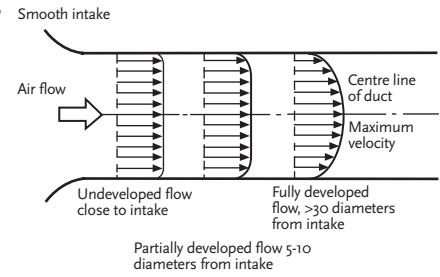 Smooth intake
Air flow
Centre line
of duct
Maximum
velocity
Undeveloped flow
close to intake
Fully developed
flow, >30 diameters
from intake
Partially developed flow 5-10
diameters from intake